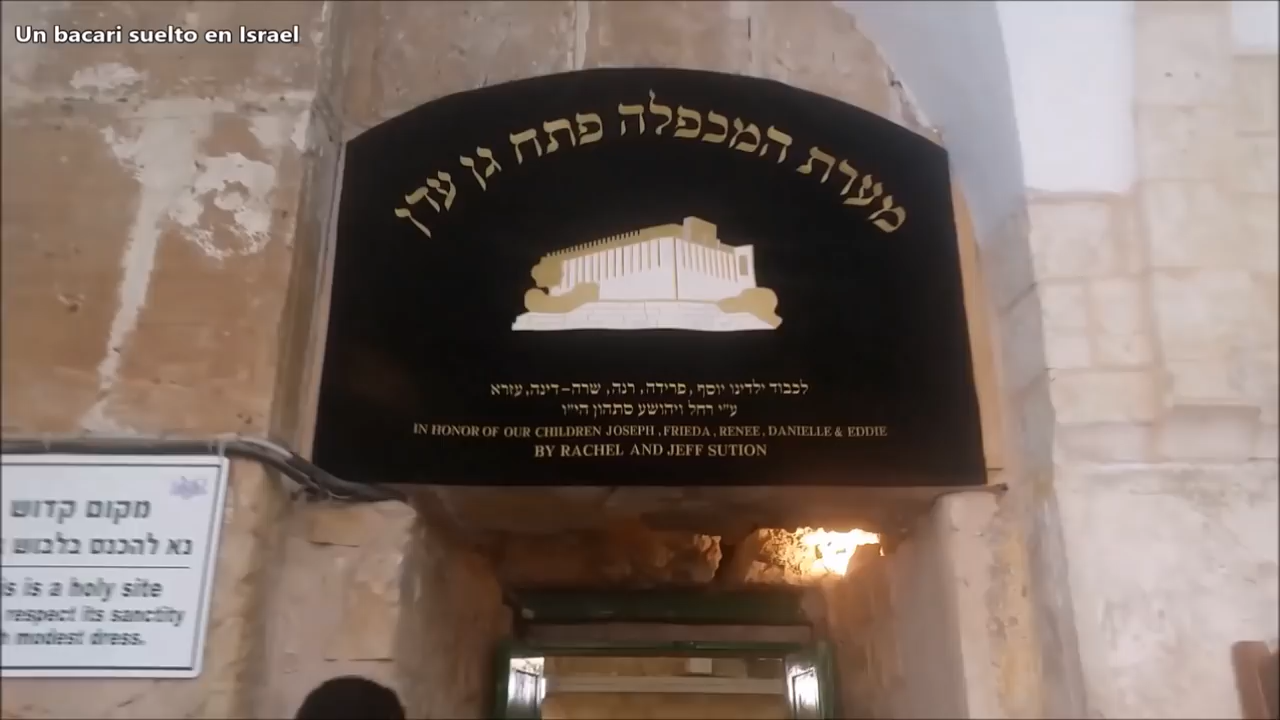 Un bacari suelto en Israel
מערת המכפלה פתח גן עדן
לכבוד ילדינו יוסף, פרידה, רנה, שרה-דינה, עזרא
ע״י רחל ויהושע סתהון הי״ו
IN HONOR OF OUR CHILDREN JOSEPH, FRIEDA, RENEE, DANIELLE & EDDIE
BY RACHEL AND JEFF SUTION
מקום קדוש
נא להכנס בלבוש
is a holy site
respect its sanctity
modest dress.